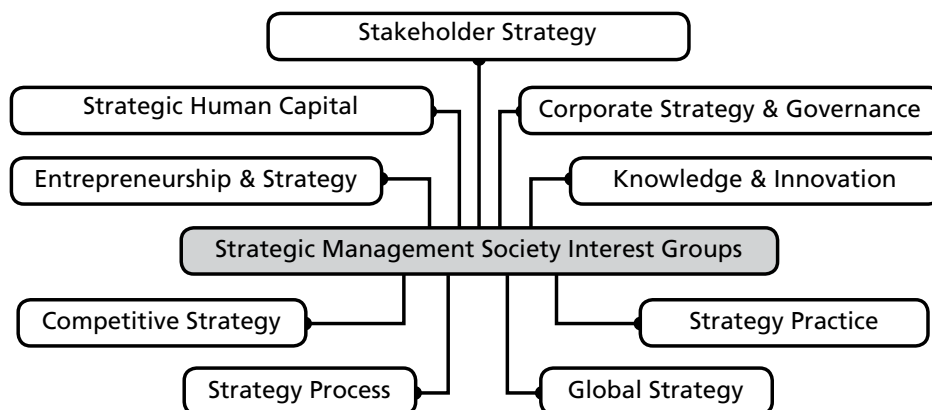 Stakeholder Strategy
Strategic Human Capital
Corporate Strategy & Governance
Entrepreneurship & Strategy
Knowledge & Innovation
Strategic Management Society Interest Groups
Competitive Strategy
Strategy Practice
Strategy Process
Global Strategy